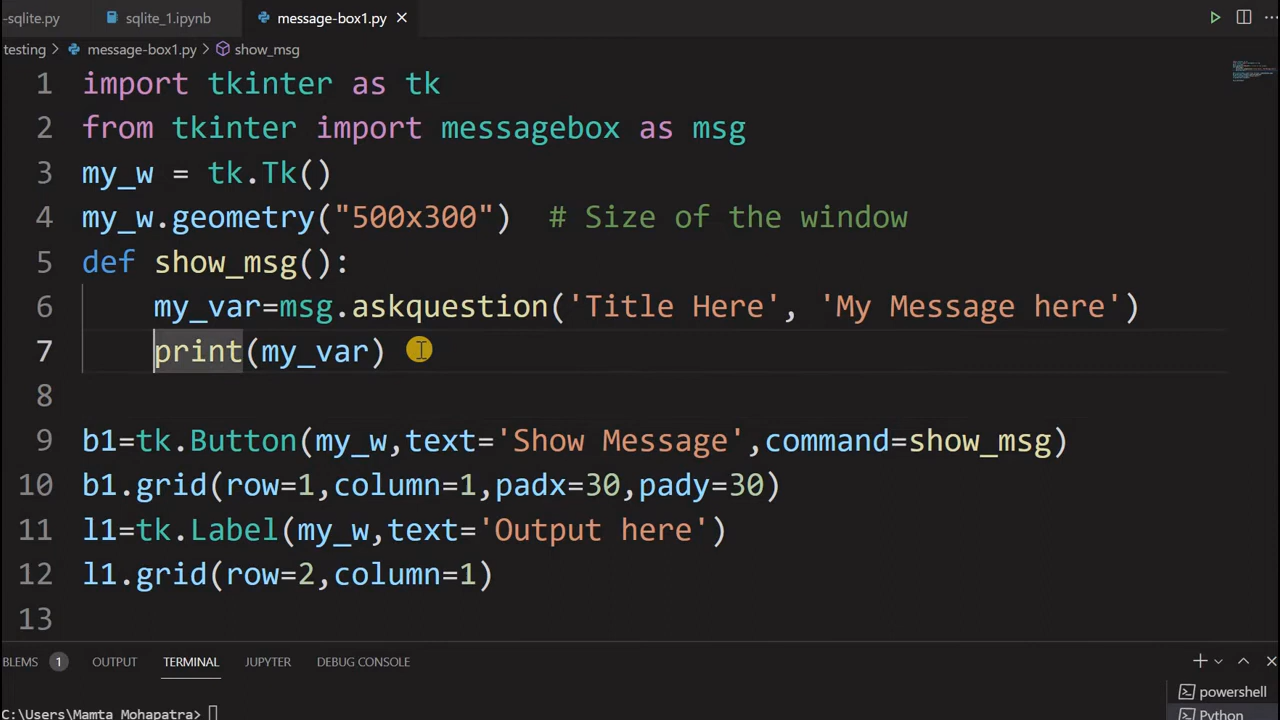 -sqlite.py sqlite_1.ipynb message-box1.py
testing > message-box1.py > show_msg
1 import tkinter as tk
2 from tkinter import messagebox as msg
3 my_w = tk.Tk()
4 my_w.geometry("500x300")  # Size of the window
5 def show_msg():
6     my_var=msg.askquestion('Title Here', 'My Message here')
7     print(my_var)
8
9 b1=tk.Button(my_w,text='Show Message',command=show_msg)
10 b1.grid(row=1,column=1,padx=30,pady=30)
11 l1=tk.Label(my_w,text='Output here')
12 l1.grid(row=2,column=1)
13
BLEMS 1 OUTPUT TERMINAL JUPYTER DEBUG CONSOLE
powershell
C:\Users\Mamta Mohapatra>
Python